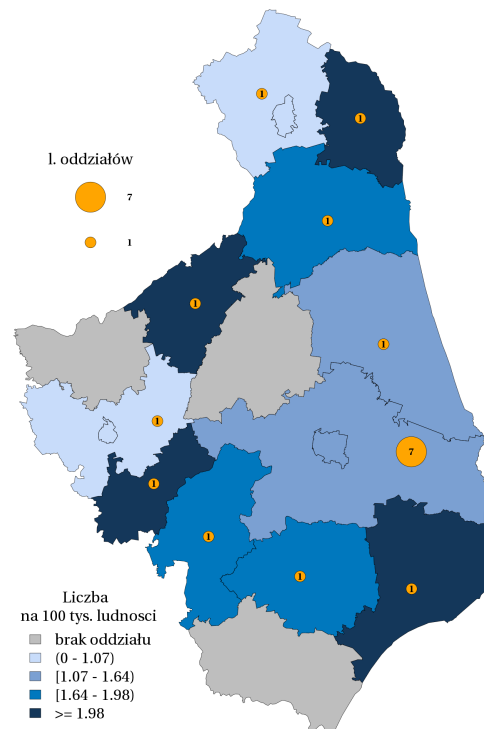 1
1
l. oddziałów
7
1
1
1
1
1
7
1
1
1
1
Liczba
na 100 tys. ludnosci
brak oddziału
(0 - 1.07)
[1.07 - 1.64)
[1.64 - 1.98)
>= 1.98